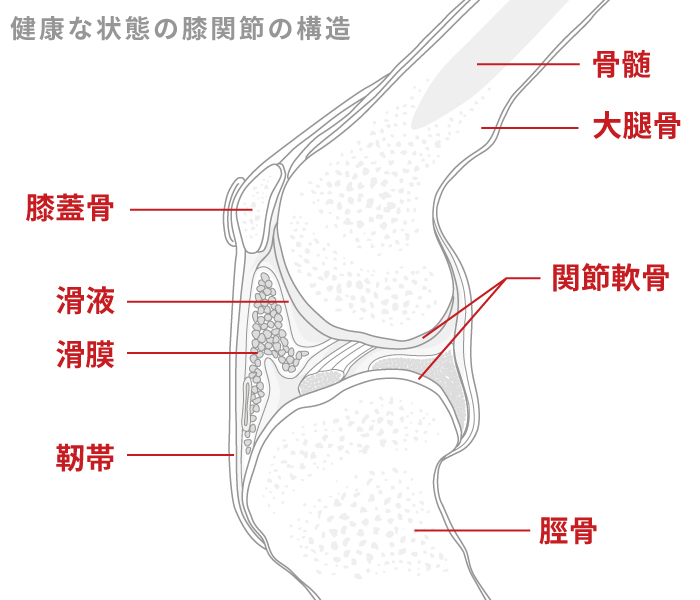 健康な状態の膝関節の構造
骨髄
大腿骨
膝蓋骨
関節軟骨
滑液
滑膜
靭帯
脛骨